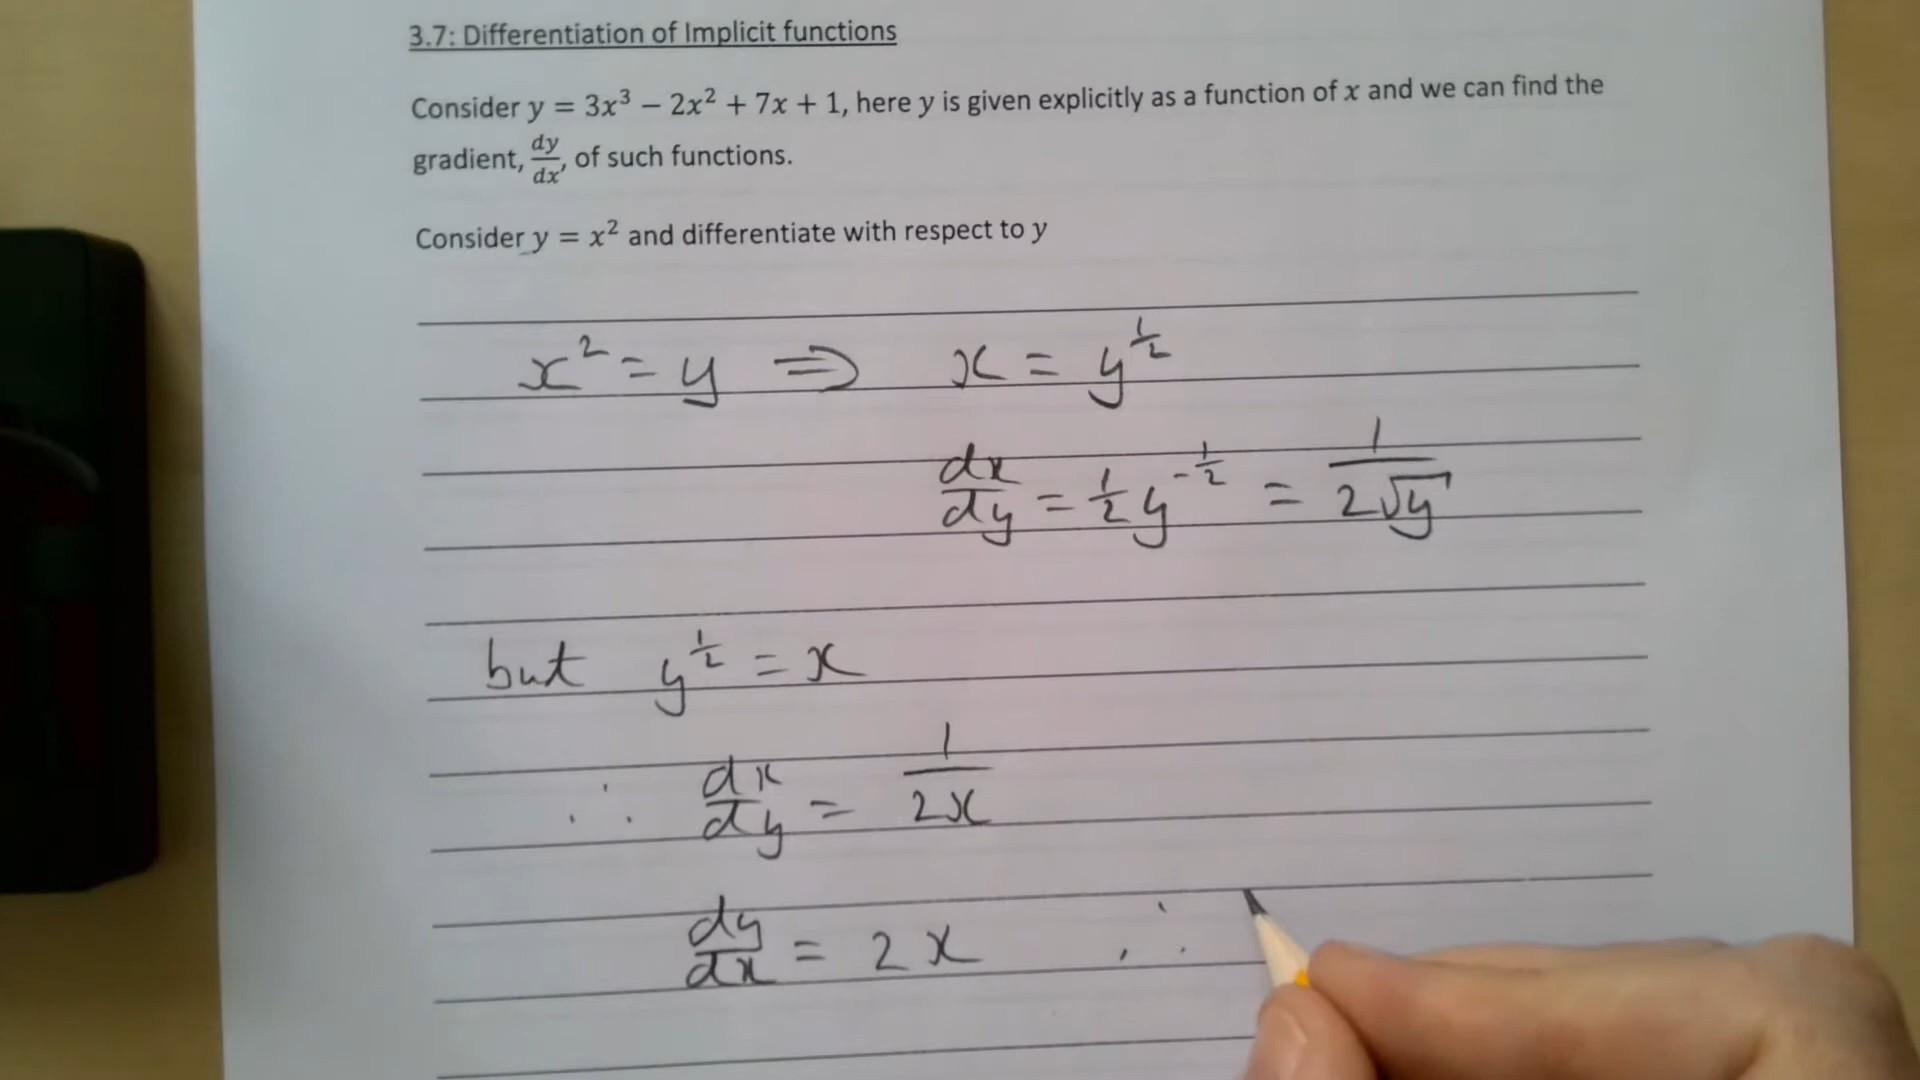 3.7: Differentiation of Implicit functions
Consider y = 3x³ − 2x² + 7x + 1, here y is given explicitly as a function of x and we can find the
gradient, dy/dx, of such functions.
Consider y = x² and differentiate with respect to y
x² = y ⇒ x = y^(1/2)
dx/dy = 1/2 y^(-1/2) = 1/(2√y)
but y^(1/2) = x
∴ dx/dy = 1/(2x)
dy/dx = 2x ∴